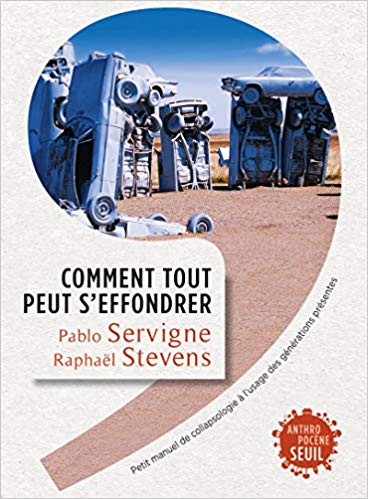 COMMENT TOUT
PEUT S'EFFONDRER
Pablo Servigne
Raphaël Stevens
Petit manuel de collapsologie à l'usage des générations présentes
ANTHRO
POCÈNE
SEUIL